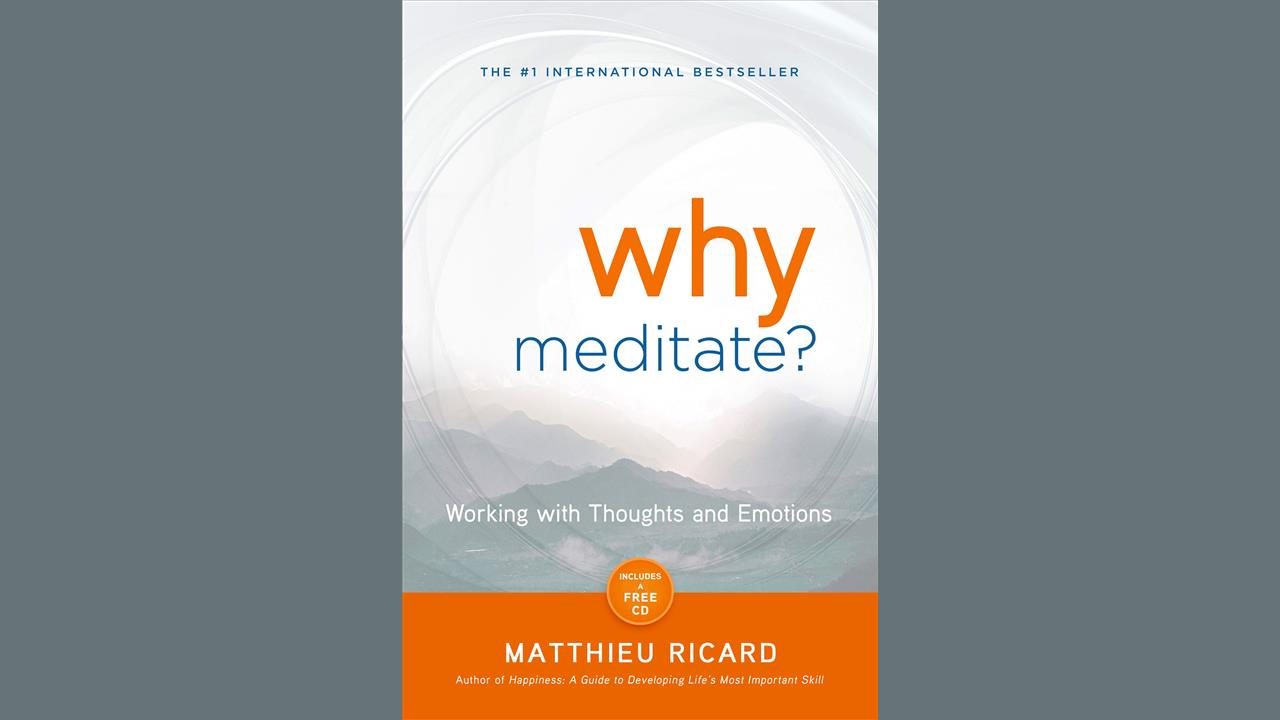 THE #1 INTERNATIONAL BESTSELLER
why
meditate?
Working with Thoughts and Emotions
INCLUDES
A
FREE
CD
MATTHIEU RICARD
Author of Happiness: A Guide to Developing Life's Most Important Skill